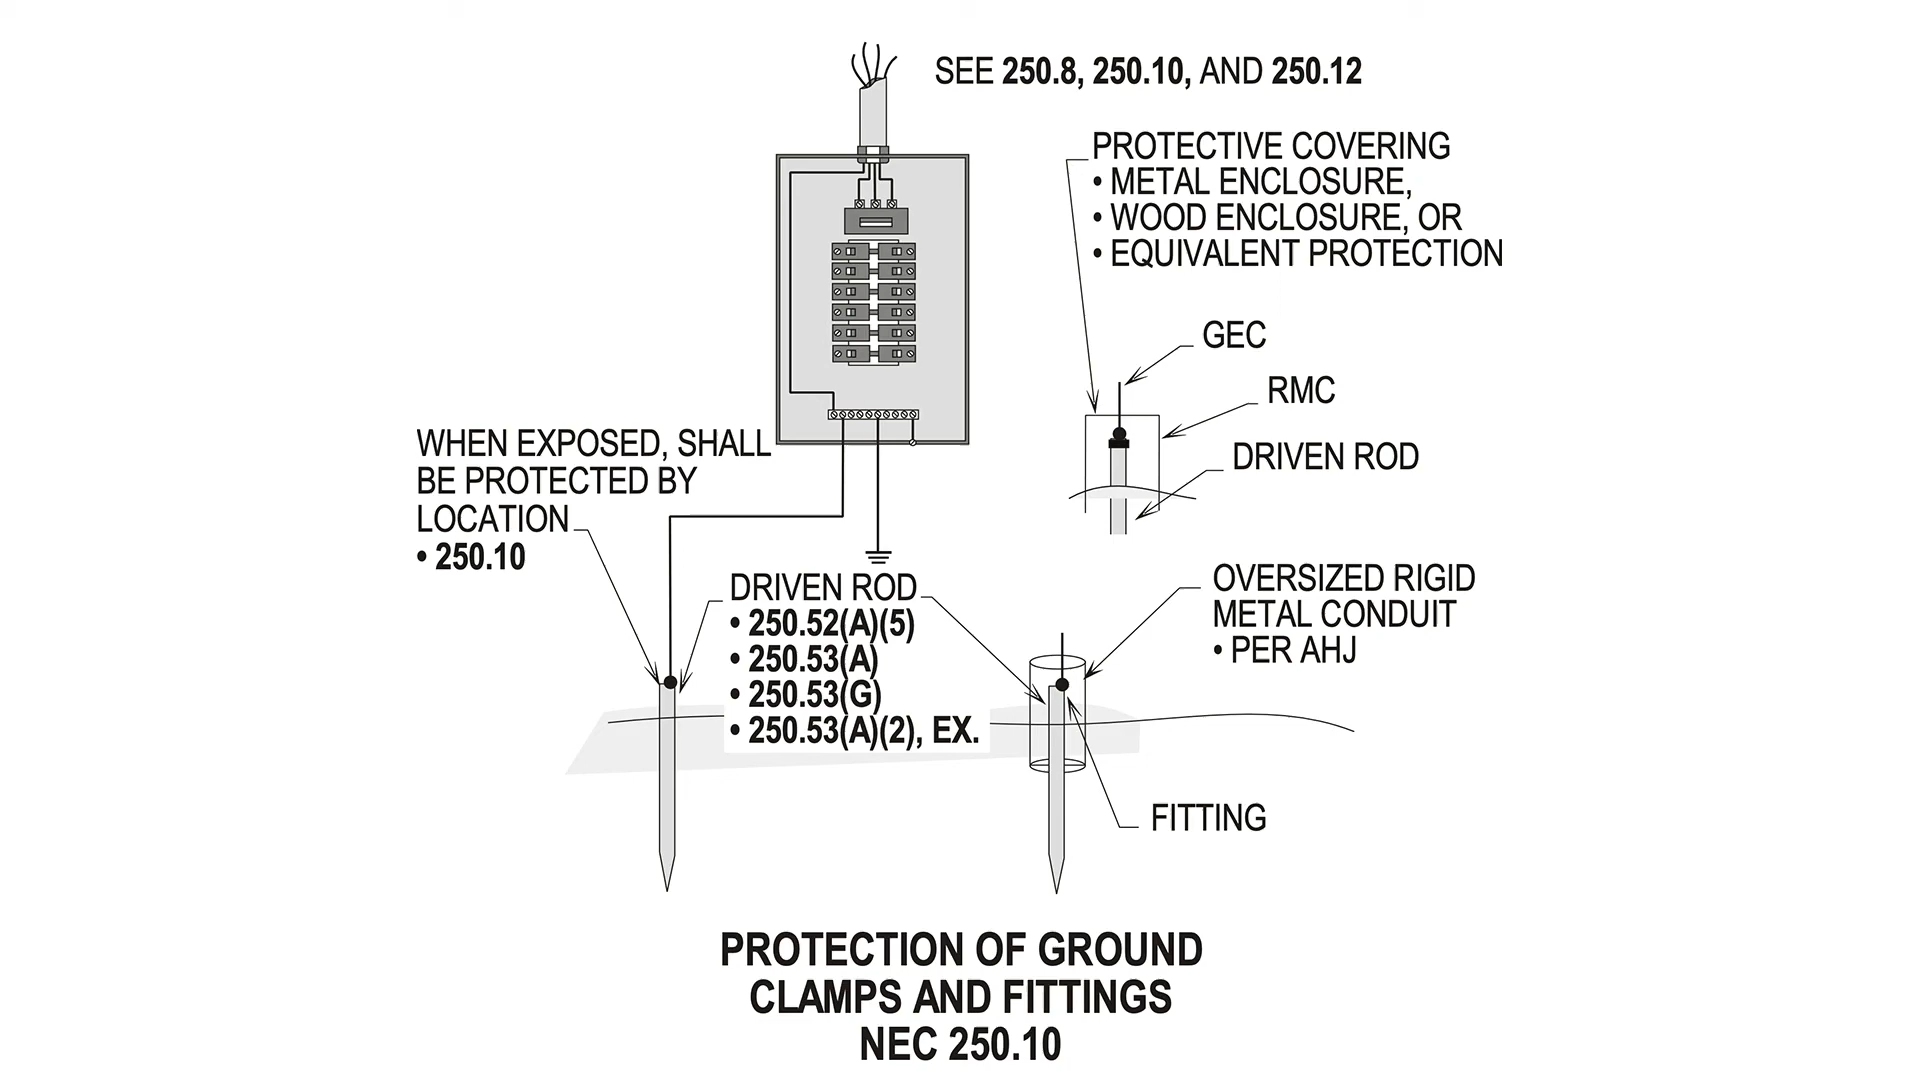 SEE 250.8, 250.10, AND 250.12
PROTECTIVE COVERING
• METAL ENCLOSURE,
• WOOD ENCLOSURE, OR
• EQUIVALENT PROTECTION
GEC
RMC
DRIVEN ROD
WHEN EXPOSED, SHALL
BE PROTECTED BY
LOCATION
• 250.10
DRIVEN ROD
• 250.52(A)(5)
• 250.53(A)
• 250.53(G)
• 250.53(A)(2), EX.
OVERSIZED RIGID
METAL CONDUIT
• PER AHJ
FITTING
PROTECTION OF GROUND
CLAMPS AND FITTINGS
NEC 250.10